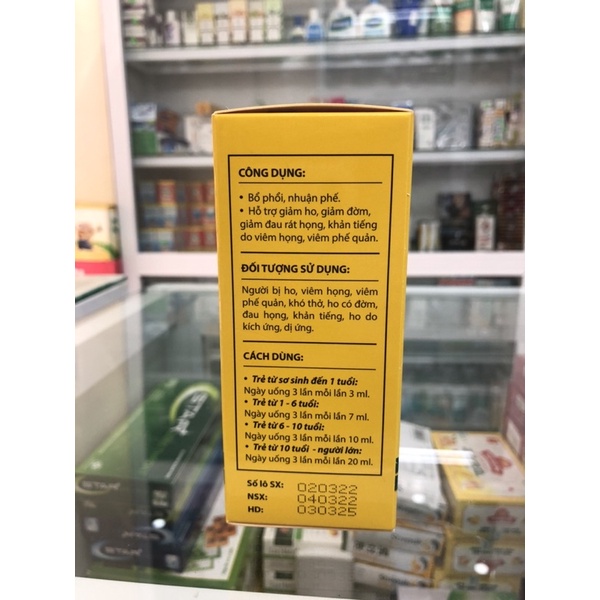 CÔNG DỤNG:
• Bổ phổi, nhuận phế.
• Hỗ trợ giảm ho, giảm đờm,
giảm đau rát họng, khản tiếng
do viêm họng, viêm phế quản.
ĐỐI TƯỢNG SỬ DỤNG:
Người bị ho, viêm họng, viêm
phế quản, khó thở, ho có đờm,
đau họng, khản tiếng, ho do
kích ứng, dị ứng.
CÁCH DÙNG:
• Trẻ từ sơ sinh đến 1 tuổi:
Ngày uống 3 lần mỗi lần 3 ml.
• Trẻ từ 1 - 6 tuổi:
Ngày uống 3 lần mỗi lần 7 ml.
• Trẻ từ 6 - 10 tuổi:
Ngày uống 3 lần mỗi lần 10 ml.
• Trẻ từ 10 tuổi - người lớn:
Ngày uống 3 lần mỗi lần 20 ml.
Số lô SX: 020322
NSX: 040322
HD: 030325